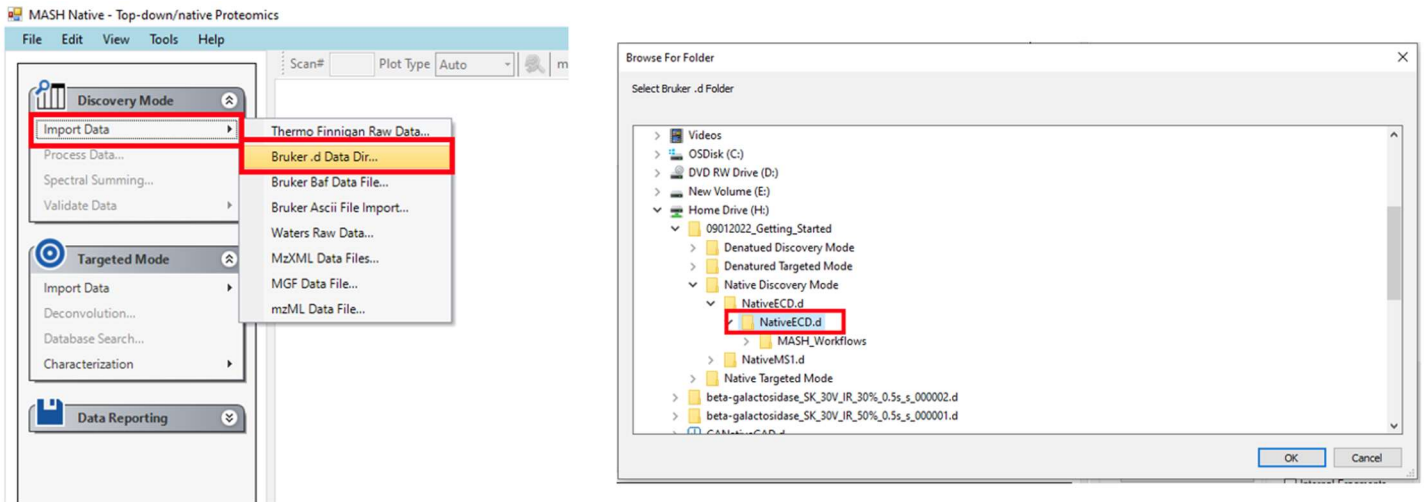 MASH Native - Top-down/native Proteomics
File Edit View Tools Help
Scan# Plot Type Auto m
Discovery Mode
Import Data
Process Data...
Spectral Summing...
Validate Data
Thermo Finnigan Raw Data...
Bruker .d Data Dir...
Bruker Baf Data File...
Bruker Ascii File Import...
Waters Raw Data...
MzXML Data Files...
MGF Data File...
mzML Data File...
Targeted Mode
Import Data
Deconvolution...
Database Search...
Characterization
Data Reporting
Browse For Folder
Select Bruker .d Folder
Videos
OSDisk (C:)
DVD RW Drive (D:)
New Volume (E:)
Home Drive (H:)
09012022_Getting_Started
Denatued Discovery Mode
Denatured Targeted Mode
Native Discovery Mode
NativeECD.d
NativeECD.d
MASH_Workflows
NativeMS1.d
Native Targeted Mode
beta-galactosidase_SK_30V_IR_30%_0.5s_s_000002.d
beta-galactosidase_SK_30V_IR_50%_0.5s_s_000001.d
OK Cancel